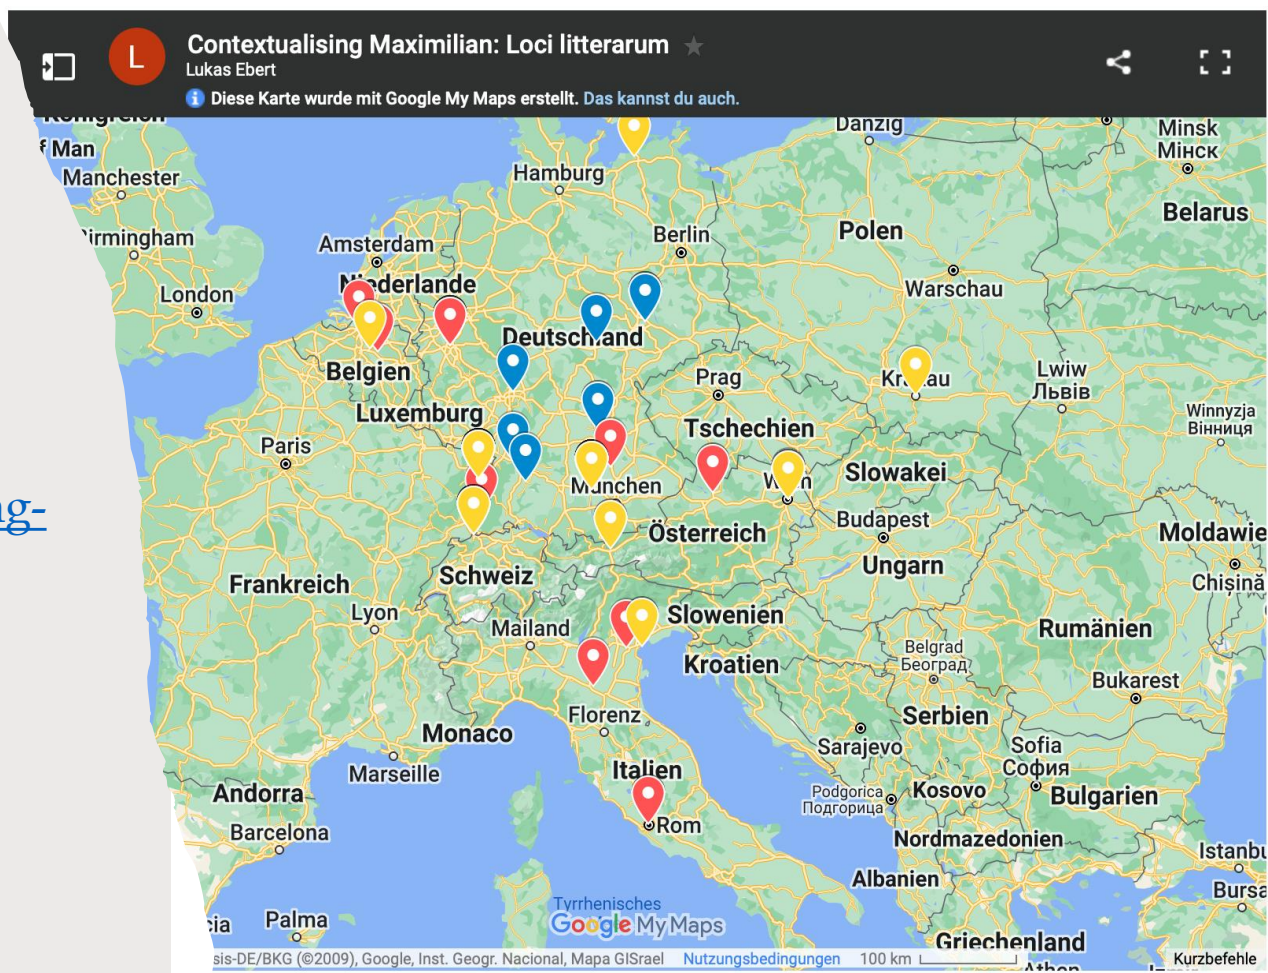 L
Contextualising Maximilian: Loci litterarum
Lukas Ebert
Diese Karte wurde mit Google My Maps erstellt. Das kannst du auch.
Danzig
Minsk
Мінск
Man
Hamburg
Manchester
Belarus
Polen
Berlin
Amsterdam
Niederlande
Warschau
London
Deutschland
Belgien
Prag
Lwiw
Львів
Luxemburg
Winnyzja
Вінниця
Tschechien
Paris
Slowakei
München
ng-
Budapest
Österreich
Moldawie
Ungarn
Schweiz
Chișină
Frankreich
Lyon
Slowenien
Mailand
Rumänien
Belgrad
Београд
Kroatien
Bukarest
Florenz
Serbien
Monaco
Sarajevo
Sofia
София
Marseille
Italien
Podgorica
Подгорица
Kosovo
Bulgarien
Andorra
Rom
Barcelona
Nordmazedonien
Istanbu
Albanien
Bursa
Tyrrhenisches
Palma
Google My Maps
Griechenland
sis-DE/BKG (©2009), Google, Inst. Geogr. Nacional, Mapa GISrael Nutzungsbedingungen 100 km Kurzbefehle